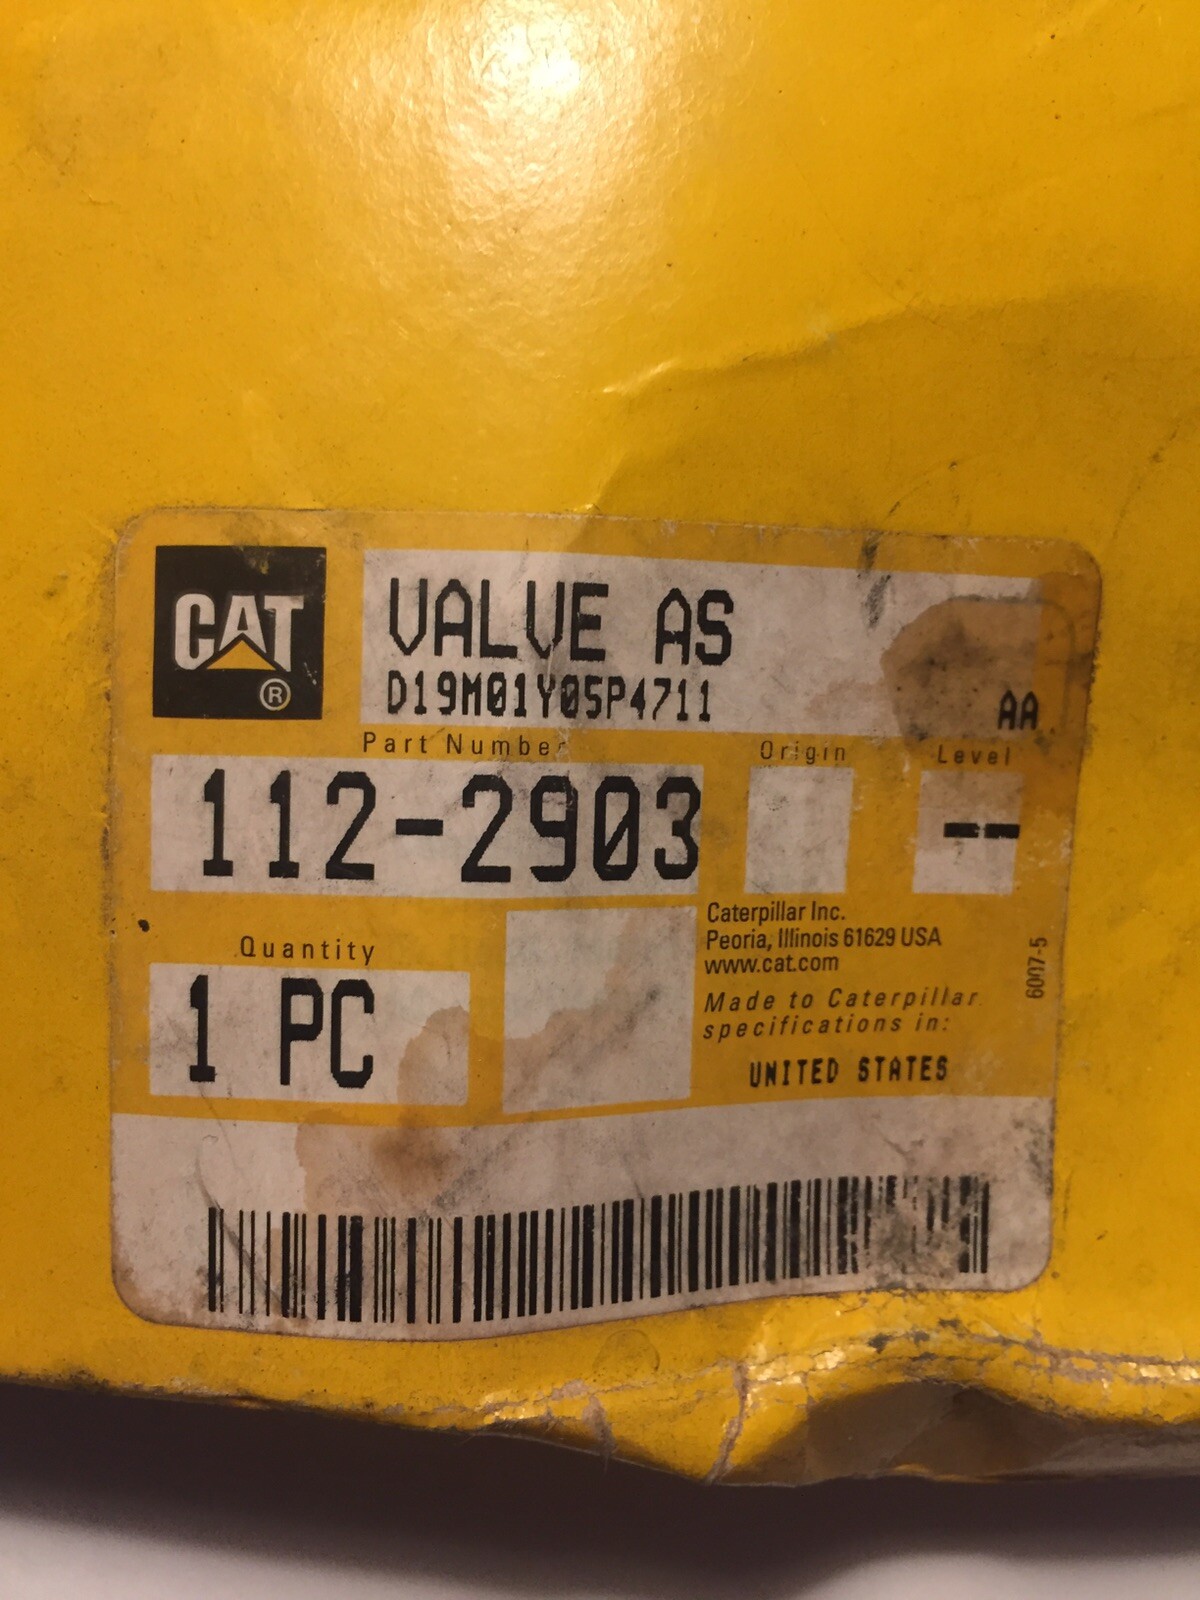 CAT
®
VALVE AS
D19M01Y05P4711
AA
Part Number
Origin
Level
112-2903
--
Quantity
1 PC
Caterpillar Inc.
Peoria, Illinois 61629 USA
www.cat.com
Made to Caterpillar
specifications in:
UNITED STATES
6007-5